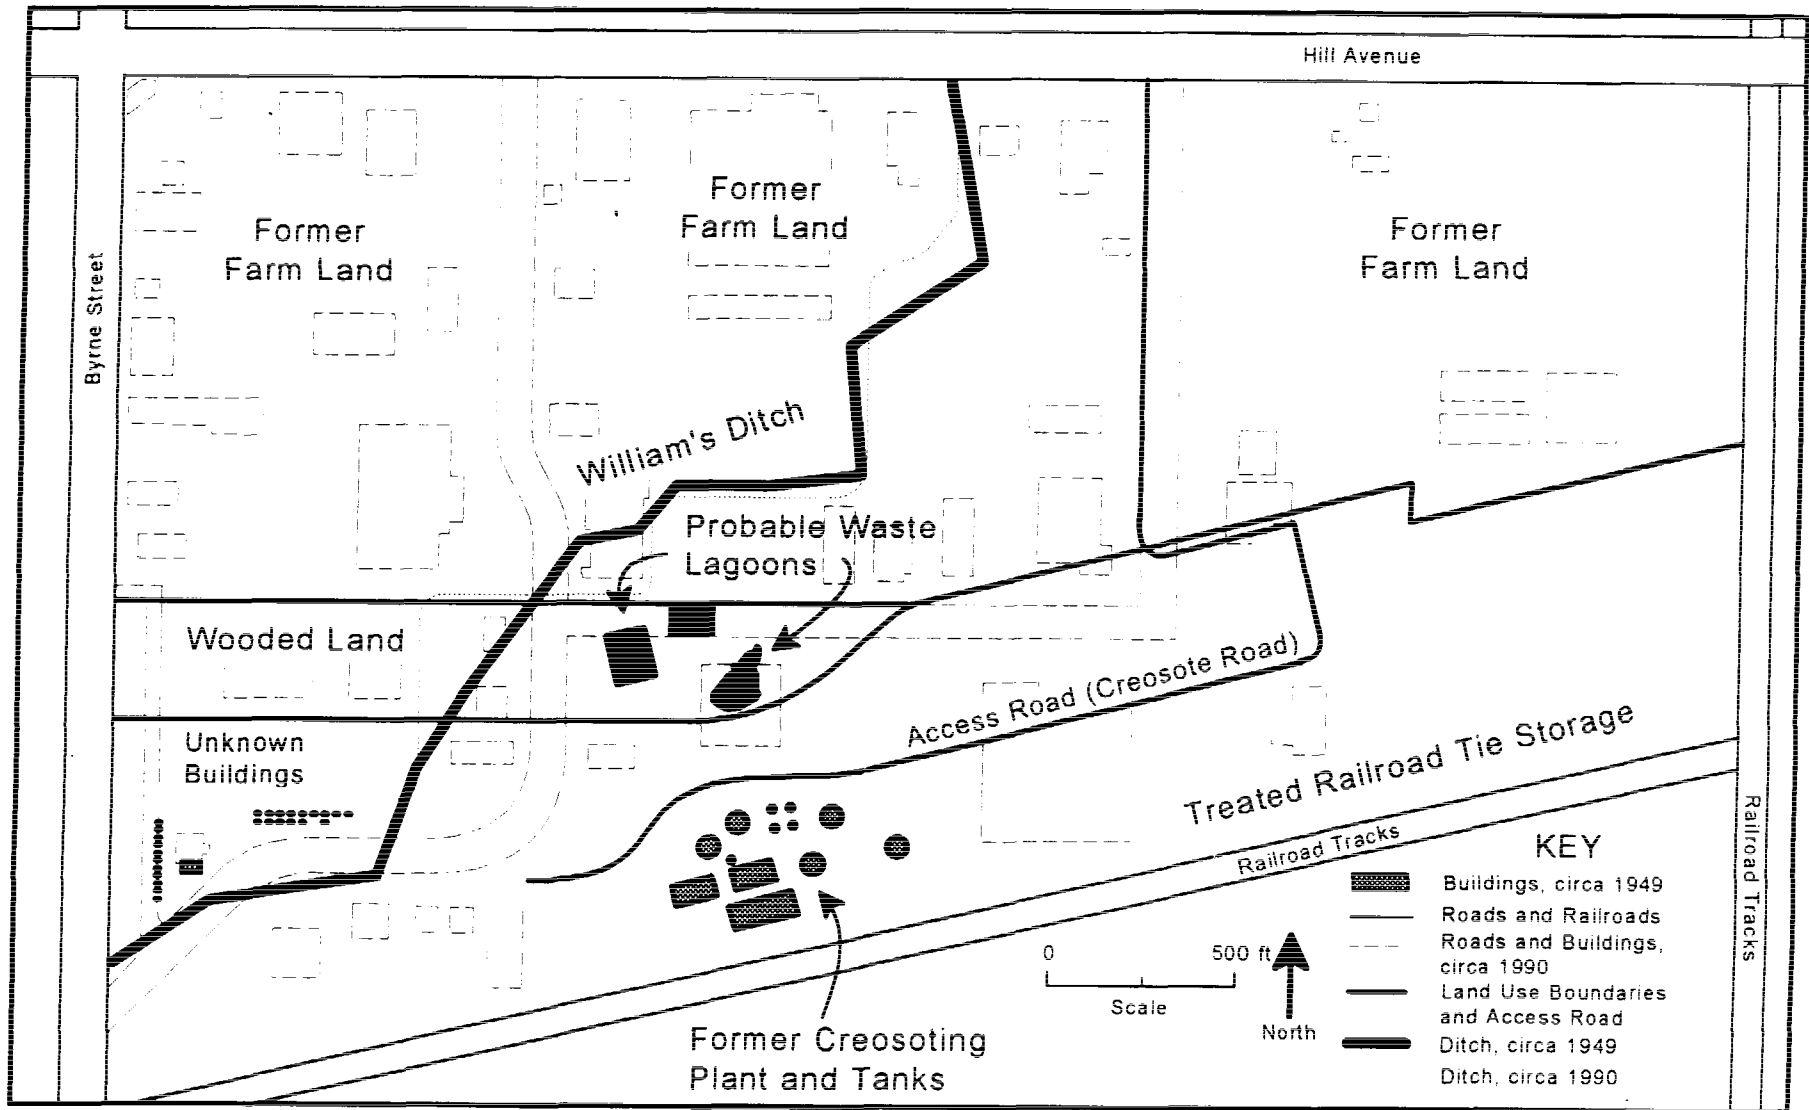 Hill Avenue
Byrne Street
Former
Farm Land
Former
Farm Land
Former
Farm Land
William's Ditch
Probable Waste
Lagoons
Wooded Land
Unknown
Buildings
Access Road (Creosote Road)
Treated Railroad Tie Storage
Railroad Tracks
Railroad Tracks
Former Creosoting
Plant and Tanks
0 500 ft
Scale
North
KEY
Buildings, circa 1949
Roads and Railroads
Roads and Buildings,
circa 1990
Land Use Boundaries
and Access Road
Ditch, circa 1949
Ditch, circa 1990